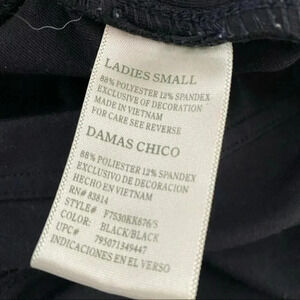 LADIES SMALL
88% POLYESTER 12% SPANDEX
EXCLUSIVE OF DECORATION
MADE IN VIETNAM
FOR CARE SEE REVERSE
DAMAS CHICO
88% POLIESTER 12% SPANDEX
EXCLUSIVO DE DECORACION
HECHO EN VIETNAM
RN# 83814
STYLE# F7530KK876/S
COLOR: BLACK/BLACK
UPC# 795071349447
INDICACIONES EN EL VERSO